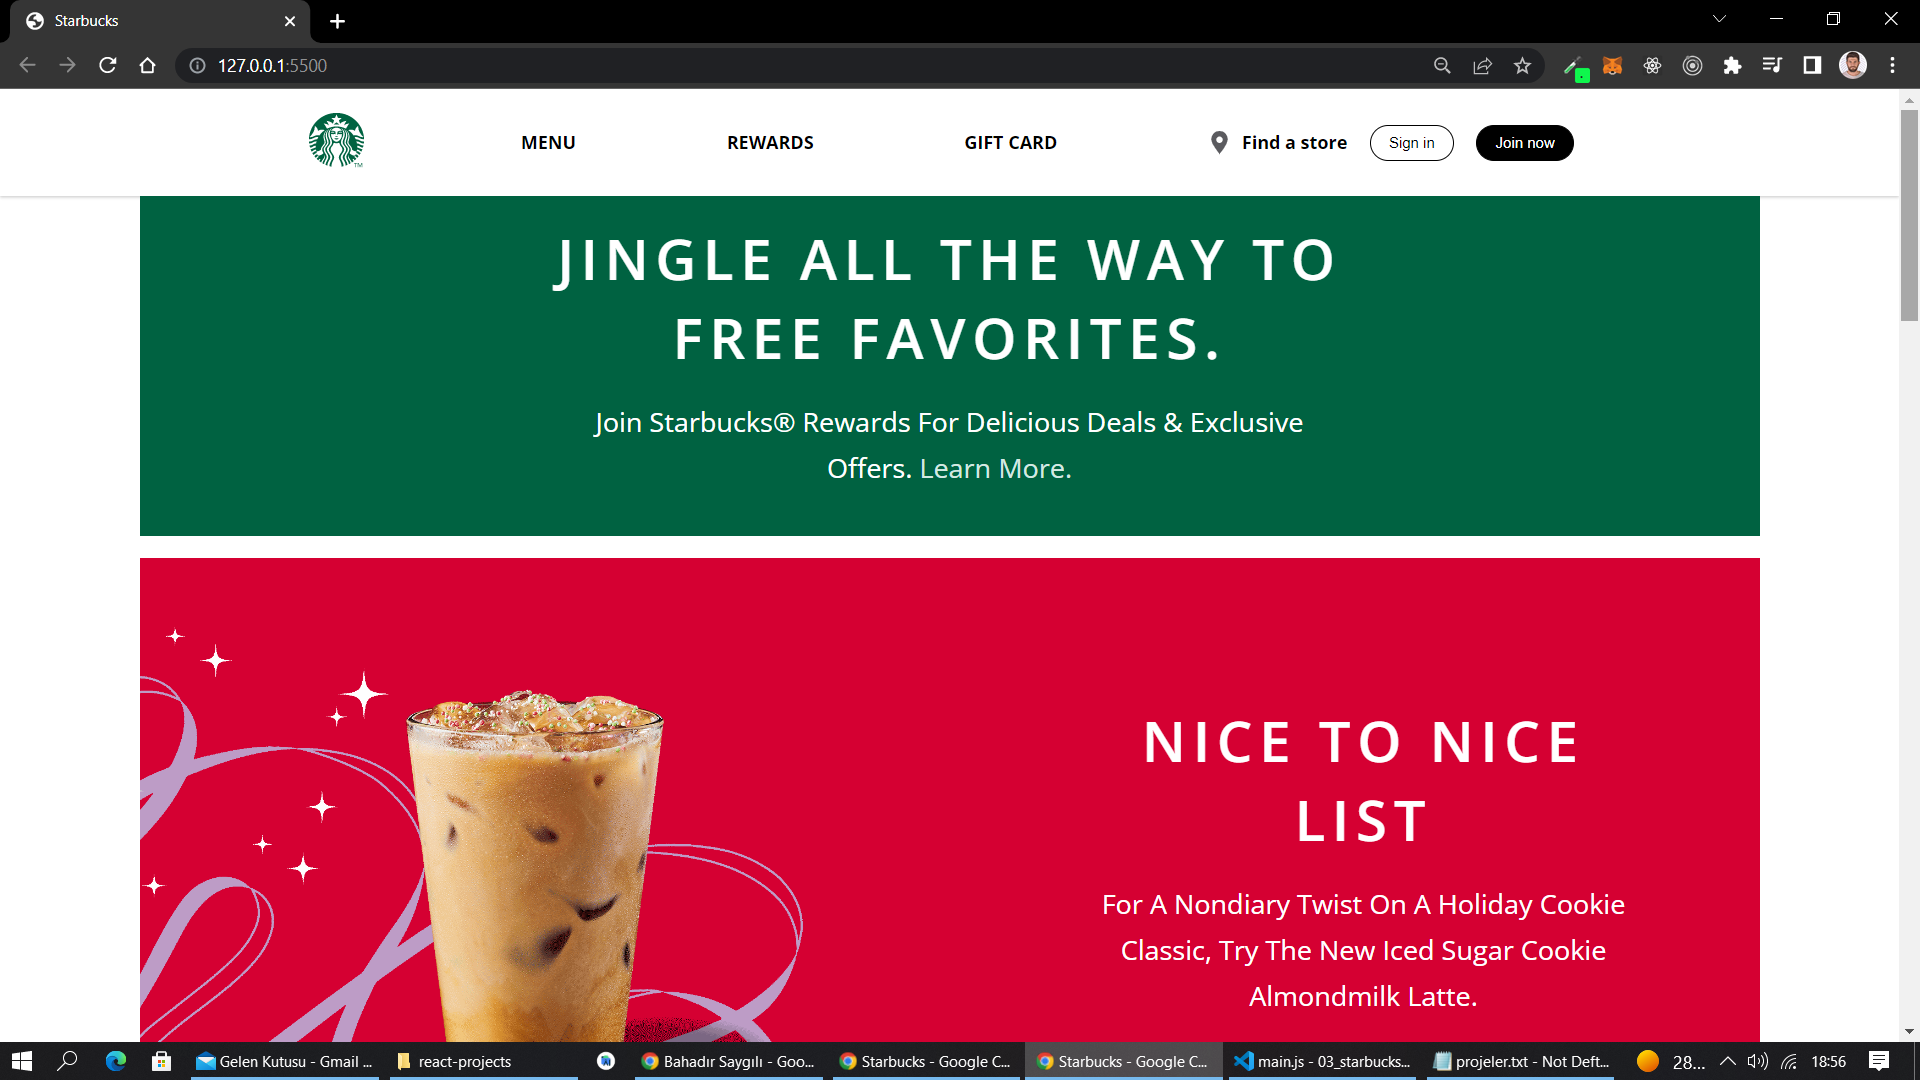 Starbucks
127.0.0.1:5500
MENU REWARDS GIFT CARD Find a store Sign in Join now
TM
JINGLE ALL THE WAY TO
FREE FAVORITES.
Join Starbucks® Rewards For Delicious Deals & Exclusive
Offers. Learn More.
NICE TO NICE
LIST
For A Nondiary Twist On A Holiday Cookie
Classic, Try The New Iced Sugar Cookie
Almondmilk Latte.
Gelen Kutusu - Gmail ... react-projects Bahadır Saygılı - Goo... Starbucks - Google C... Starbucks - Google C... main.js - 03_starbucks... projeler.txt - Not Deft... 28... 18:56